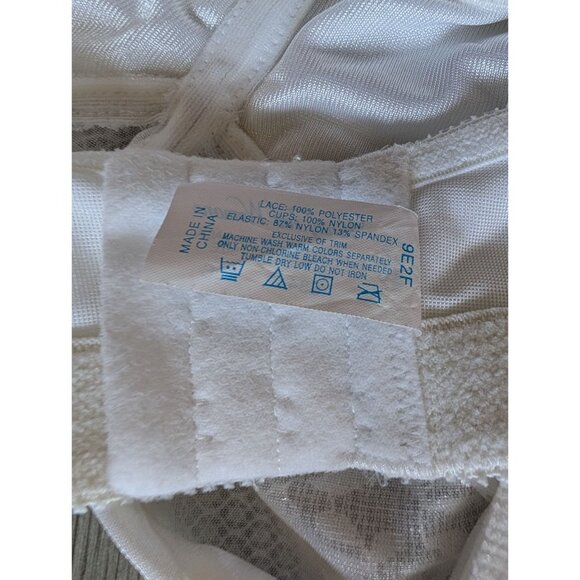 LACE: 100% POLYESTER
CUPS: 100% NYLON
ELASTIC: 87% NYLON 13% SPANDEX
EXCLUSIVE OF TRIM
MACHINE WASH WARM COLORS SEPARATELY
ONLY NON-CHLORINE BLEACH WHEN NEEDED
TUMBLE DRY LOW DO NOT IRON
MADE IN
CHINA
9E2F